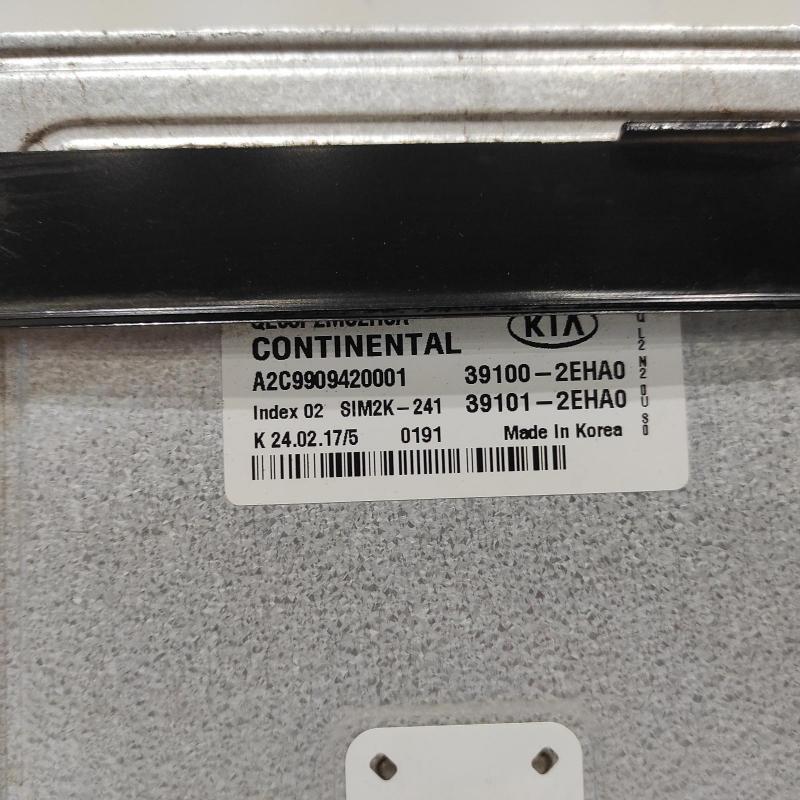 CONTINENTAL
KIA
A2C9909420001 39100-2EHA0
Index 02 SIM2K-241 39101-2EHA0
K 24.02.17/5 0191 Made In Korea